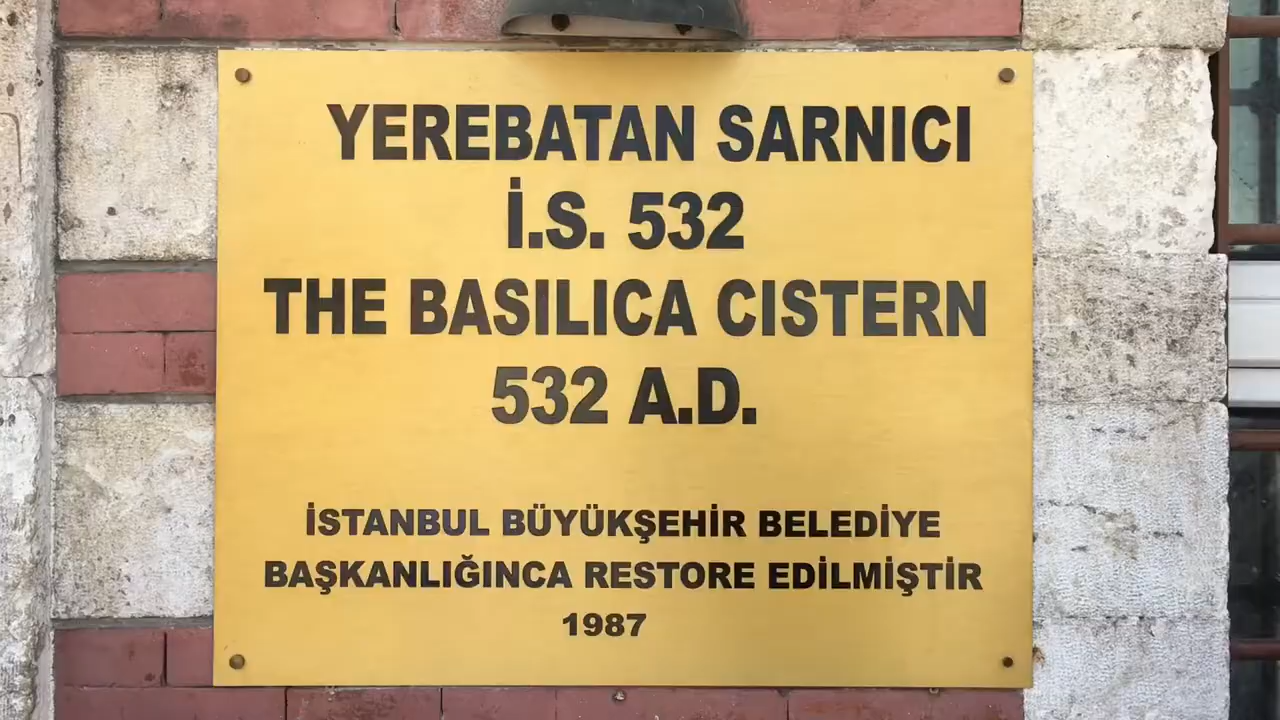 YEREBATAN SARNICI
İ.S. 532
THE BASILICA CISTERN
532 A.D.
İSTANBUL BÜYÜKŞEHİR BELEDİYE
BAŞKANLIĞINCA RESTORE EDİLMİŞTİR
1987